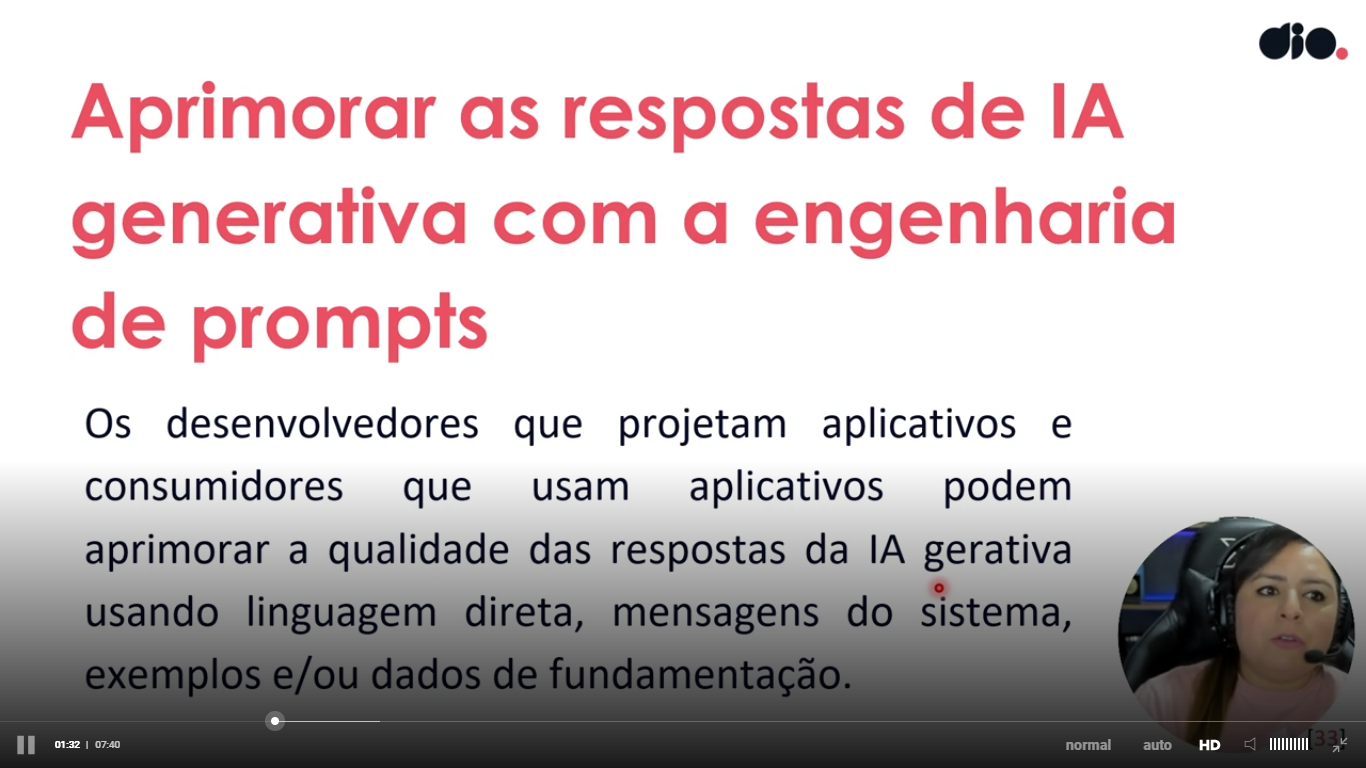 dio.
Aprimorar as respostas de IA
generativa com a engenharia
de prompts
Os desenvolvedores que projetam aplicativos e
consumidores que usam aplicativos podem
aprimorar a qualidade das respostas da IA gerativa
usando linguagem direta, mensagens do sistema,
exemplos e/ou dados de fundamentação.
[33]
01:32 | 07:40
normal auto HD